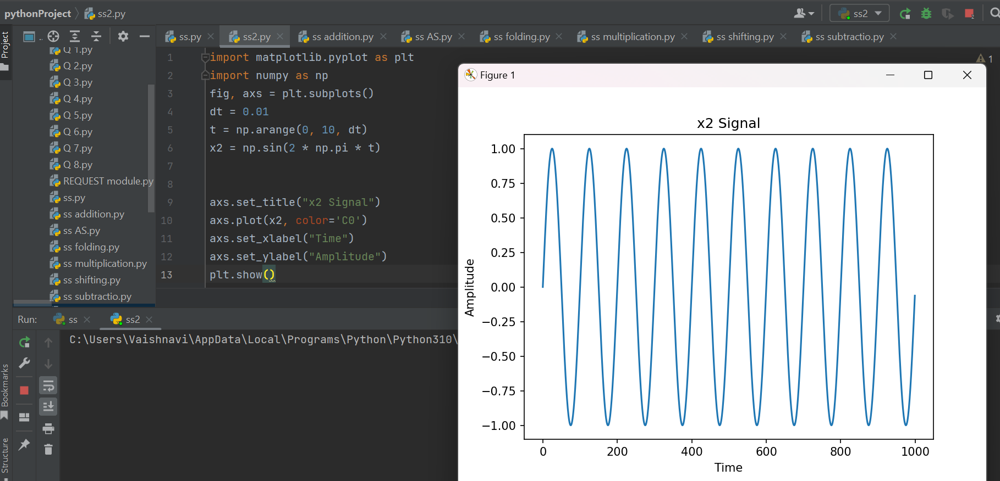 pythonProject ss2.py
ss2
2
Project
..
ss.py ss2.py ss addition.py ss AS.py ss folding.py ss multiplication.py ss shifting.py ss subtractio.py
Q 1.py
Q 2.py
Q 3.py
Q 4.py
Q 5.py
Q 6.py
Q 7.py
Q 8.py
REQUEST module.py
ss.py
ss addition.py
ss AS.py
ss folding.py
ss multiplication.py
ss shifting.py
ss subtractio.py
1 import matplotlib.pyplot as plt
2 import numpy as np
3 fig, axs = plt.subplots()
4 dt = 0.01
5 t = np.arange(0, 10, dt)
6 x2 = np.sin(2 * np.pi * t)
7
8
9 axs.set_title("x2 Signal")
10 axs.plot(x2, color='C0')
11 axs.set_xlabel("Time")
12 axs.set_ylabel("Amplitude")
13 plt.show()
1
Figure 1
x2 Signal
1.00
0.75
0.50
0.25
0.00
−0.25
−0.50
−0.75
−1.00
Amplitude
0 200 400 600 800 1000
Time
Run: ss ss2
C:\Users\Vaishnavi\AppData\Local\Programs\Python\Python310\
Bookmarks
Structure